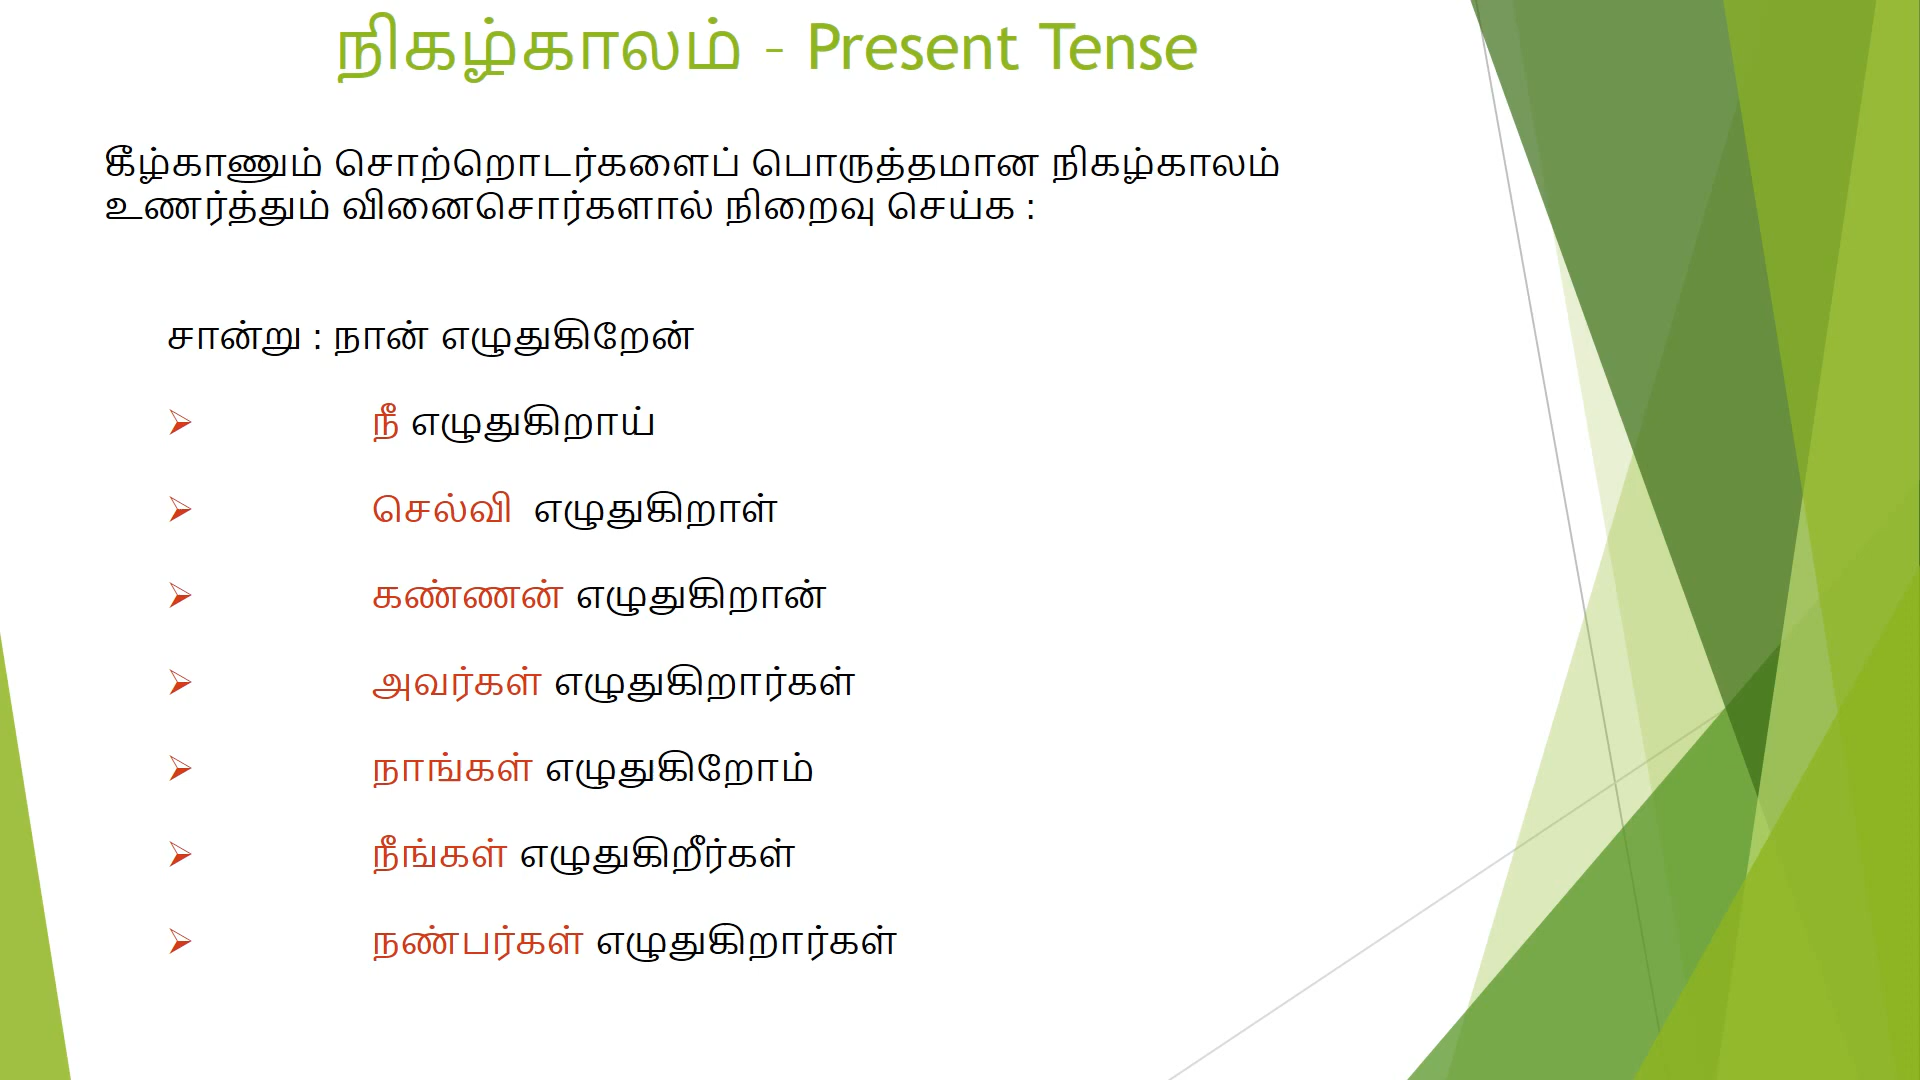 நிகழ்காலம் - Present Tense
கீழ்காணும் சொற்றொடர்களைப் பொருத்தமான நிகழ்காலம்
உணர்த்தும் வினைசொர்களால் நிறைவு செய்க :
சான்று : நான் எழுதுகிறேன்
நீ எழுதுகிறாய்
செல்வி எழுதுகிறாள்
கண்ணன் எழுதுகிறான்
அவர்கள் எழுதுகிறார்கள்
நாங்கள் எழுதுகிறோம்
நீங்கள் எழுதுகிறீர்கள்
நண்பர்கள் எழுதுகிறார்கள்